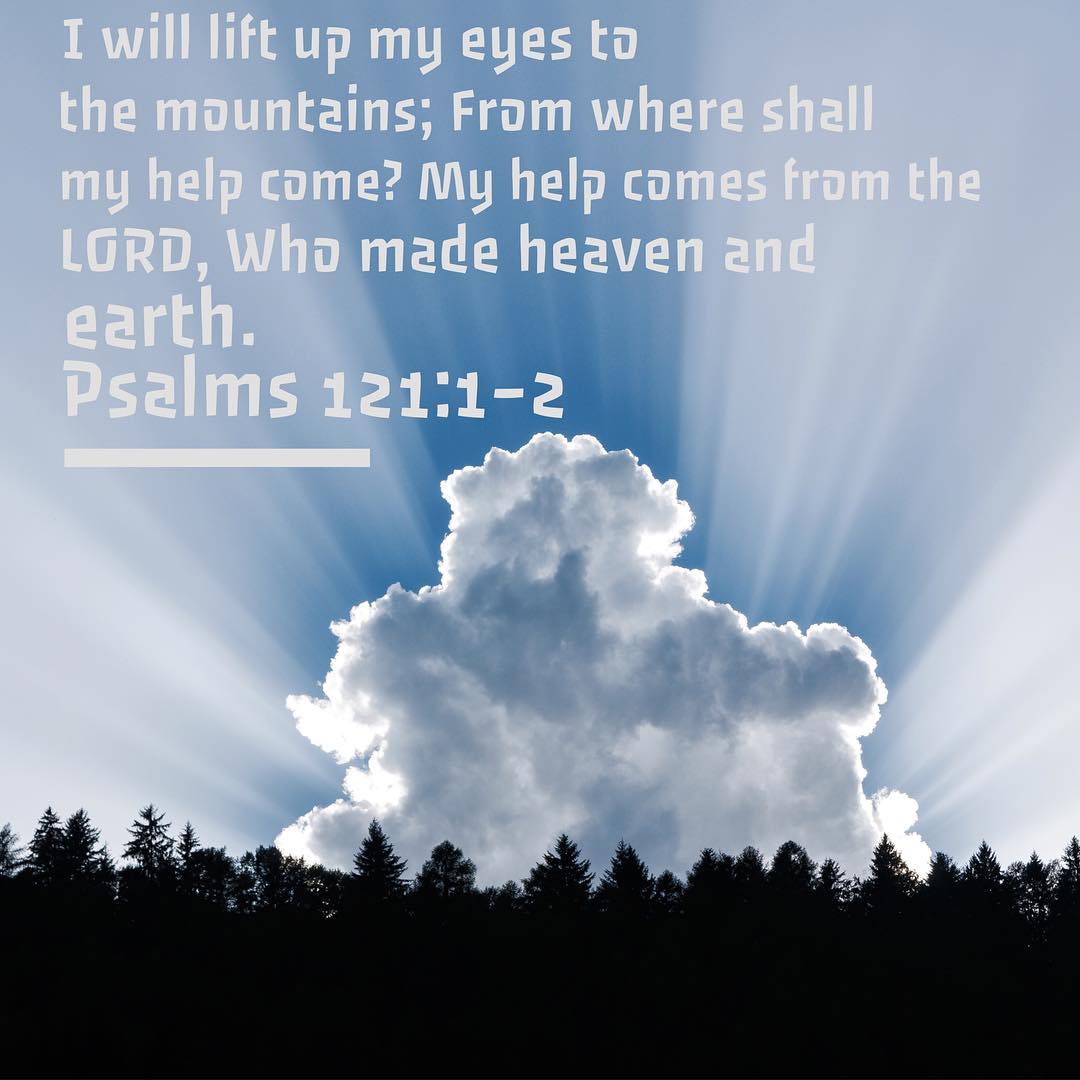 I will lift up my eyes to
the mountains; From where shall
my help come? My help comes from the
LORD, Who made heaven and
earth.
Psalms 121:1-2